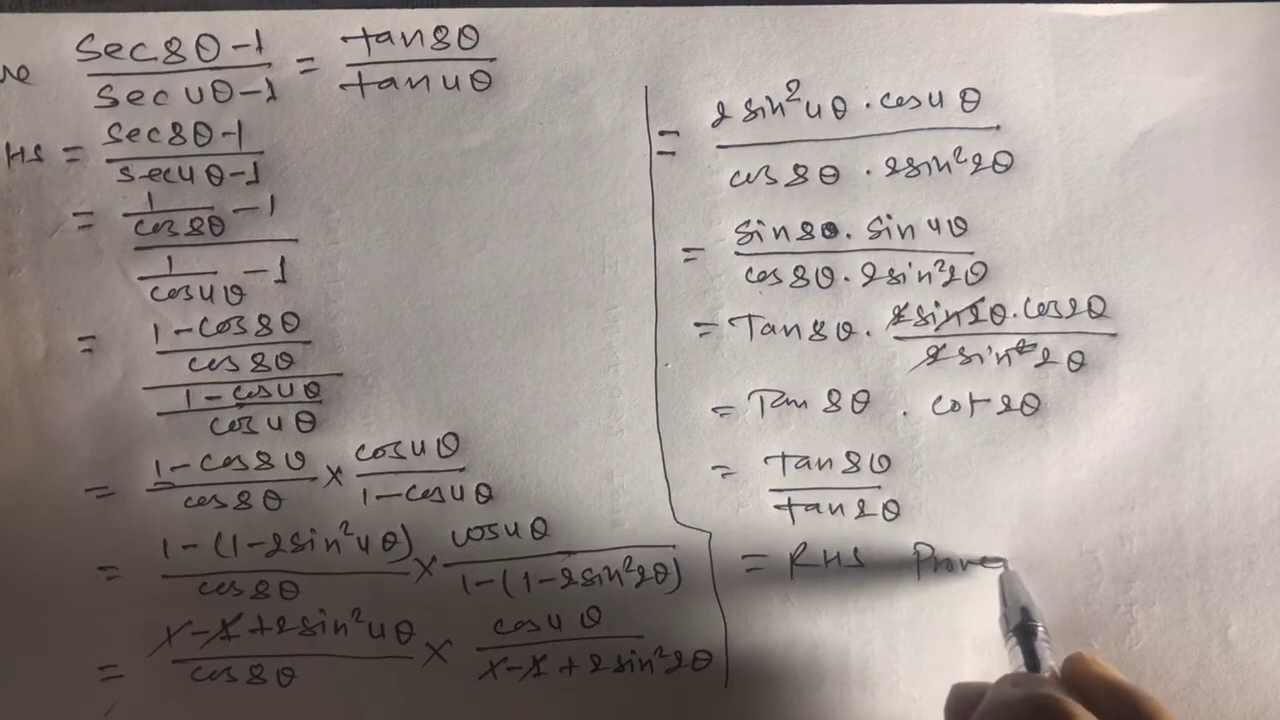 ve sec8θ-1/sec4θ-1 = tan8θ/tan4θ
HS = sec8θ-1/sec4θ-1
= (1/cos8θ - 1)/(1/cos4θ - 1)
= (1-cos8θ/cos8θ)/(1-cos4θ/cos4θ)
= 1-cos8θ/cos8θ × cos4θ/1-cos4θ
= 1-(1-2sin²4θ)/cos8θ × cos4θ/1-(1-2sin²2θ)
= 1-1+2sin²4θ/cos8θ × cos4θ/1-1+2sin²2θ
= 2sin²4θ.cos4θ/cos8θ.2sin²2θ
= sin8θ.sin4θ/cos8θ.2sin²2θ
= Tan8θ.2sin2θ.cos2θ/2sin²2θ
= Tan8θ.cot2θ
= tan8θ/tan2θ
= RHS Prove